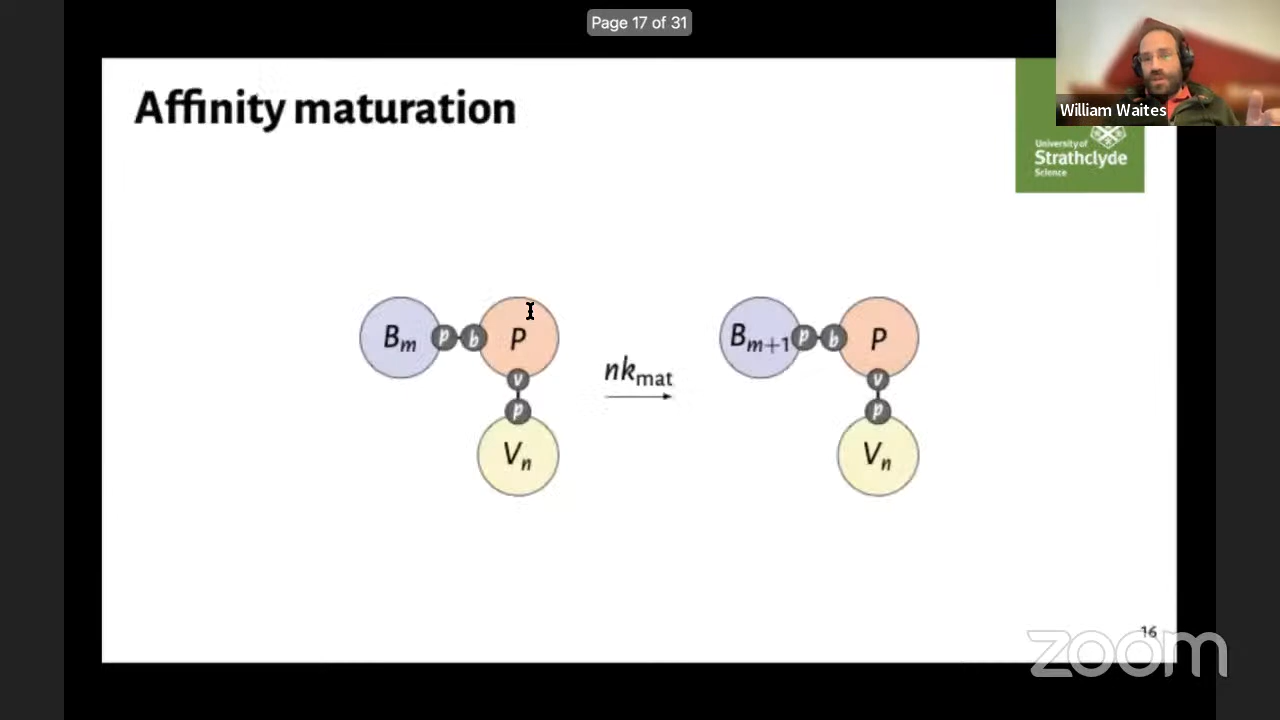 Page 17 of 31
William Waites
Affinity maturation
University of
Strathclyde
Science
Bm p b P
v
p
Vn
nkmat
Bm+1 p b P
v
p
Vn
16
zoom